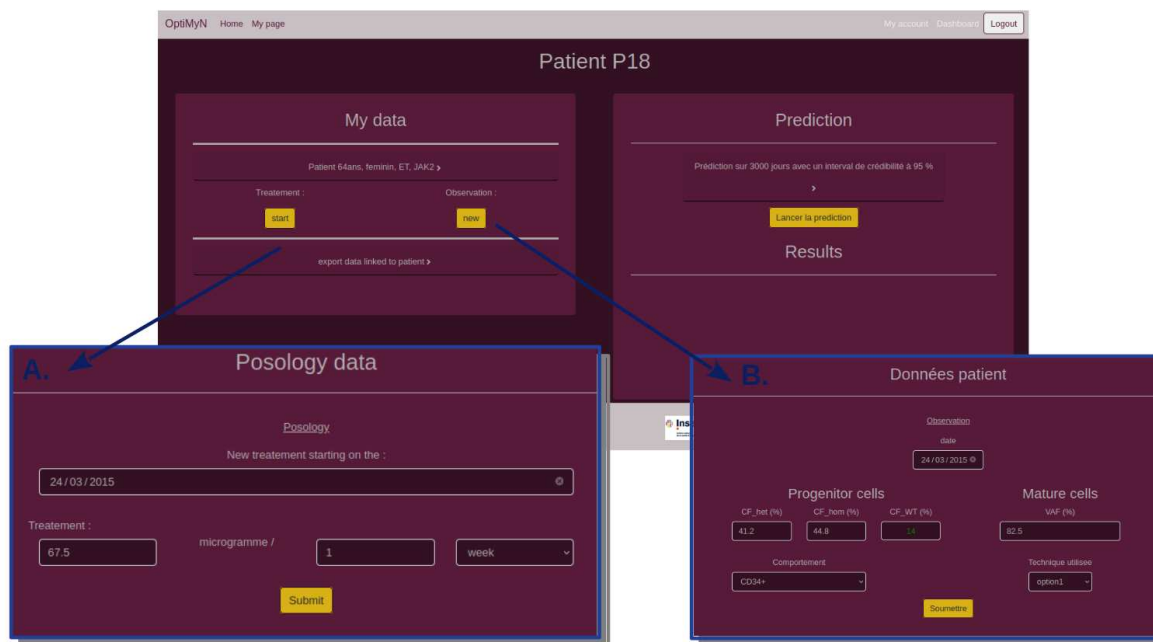 OptiMyN Home My page My account Dashboard Logout
Patient P18
My data
Patient 64ans, feminin, ET, JAK2 >
Treatement : Observation :
start new
export data linked to patient >
Prediction
Prédiction sur 3000 jours avec un interval de crédibilité à 95 %
>
Lancer la prediction
Results
A.
Posology data
Posology
New treatement starting on the :
24 / 03 / 2015
Treatement :
67.5 microgramme / 1 week
Submit
Ins
B.
Données patient
Observation
date
24 / 03 / 2015
Progenitor cells Mature cells
CF_het (%) CF_hom (%) CF_WT (%) VAF (%)
41.2 44.8 14 82.5
Comportement Technique utilisee
CD34+ option1
Soumettre